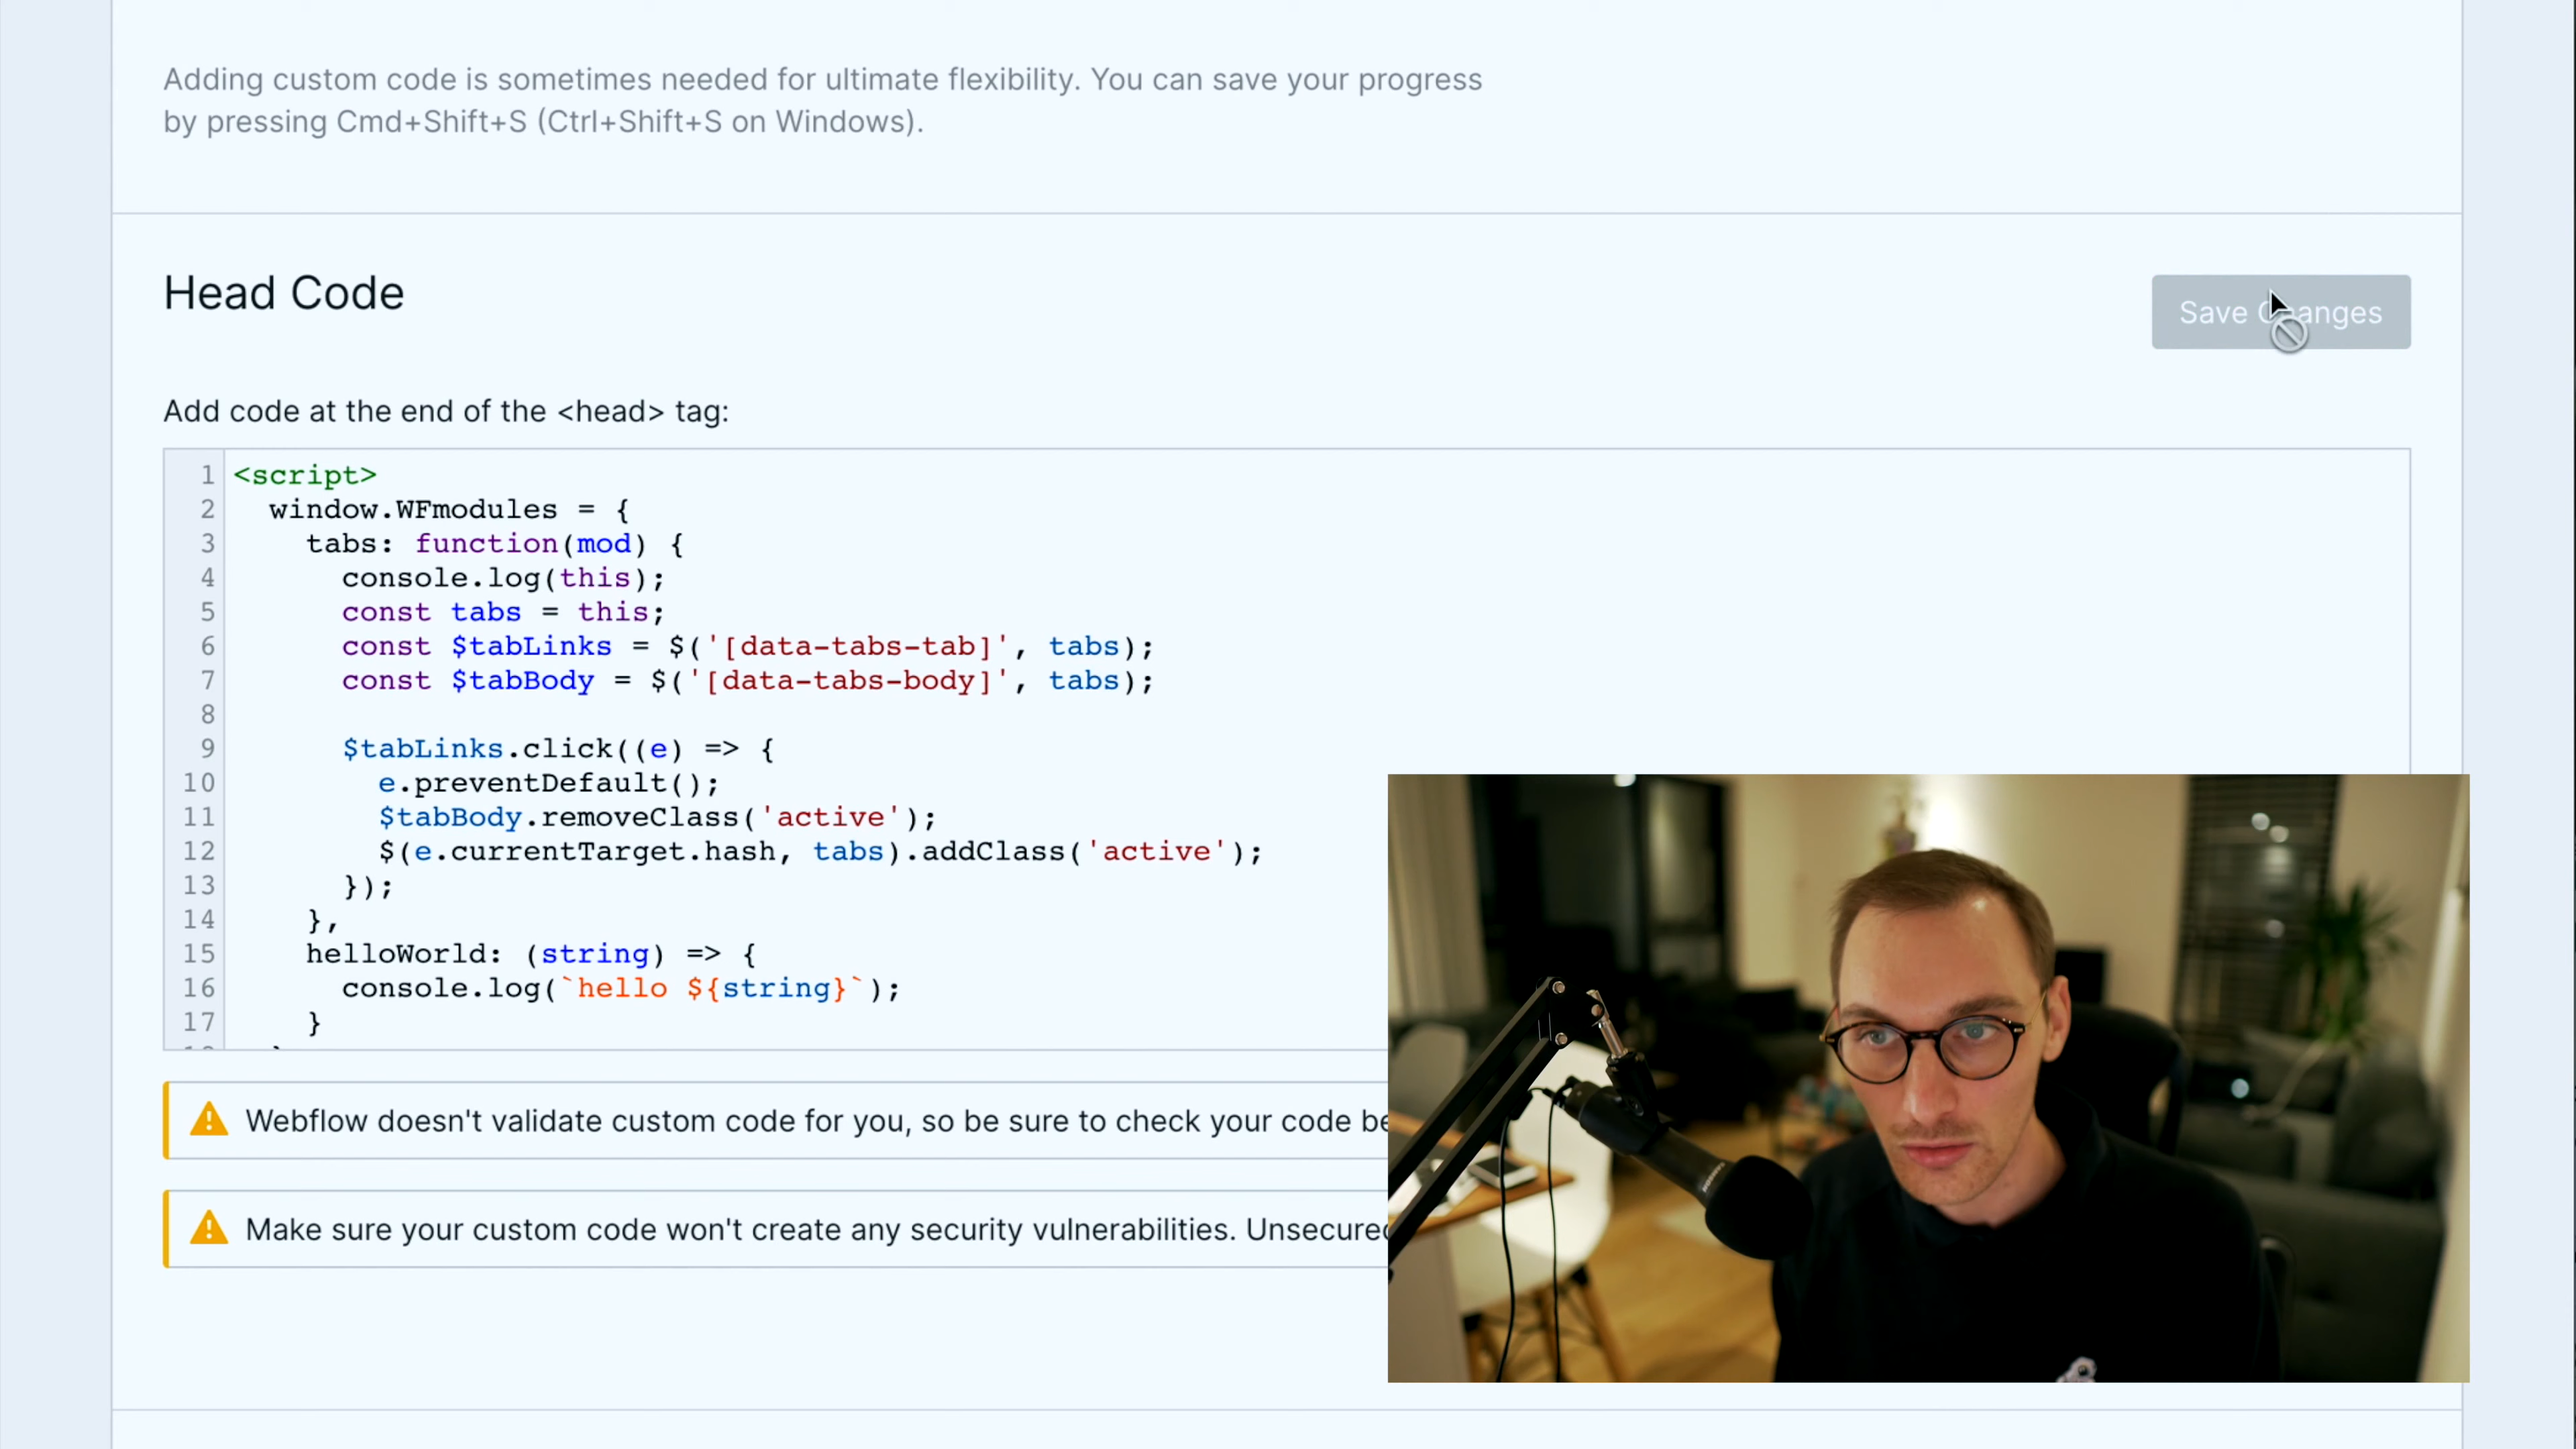 Adding custom code is sometimes needed for ultimate flexibility. You can save your progress
by pressing Cmd+Shift+S (Ctrl+Shift+S on Windows).
Head Code
Save Changes
Add code at the end of the <head> tag:
1 <script>
2 window.WFmodules = {
3 tabs: function(mod) {
4 console.log(this);
5 const tabs = this;
6 const $tabLinks = $('[data-tabs-tab]', tabs);
7 const $tabBody = $('[data-tabs-body]', tabs);
8
9 $tabLinks.click((e) => {
10 e.preventDefault();
11 $tabBody.removeClass('active');
12 $(e.currentTarget.hash, tabs).addClass('active');
13 });
14 },
15 helloWorld: (string) => {
16 console.log(`hello ${string}`);
17 }
Webflow doesn't validate custom code for you, so be sure to check your code
Make sure your custom code won't create any security vulnerabilities.